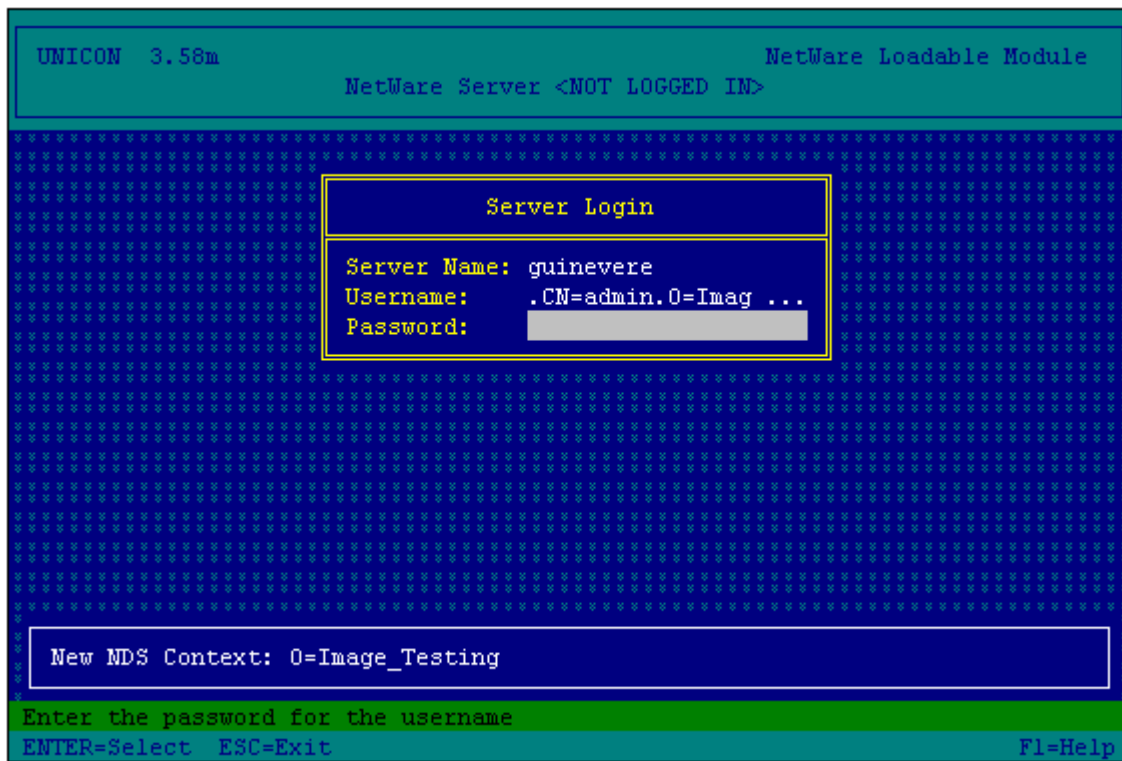 UNICON 3.58m NetWare Loadable Module
NetWare Server <NOT LOGGED IN>
Server Login
Server Name: guinevere
Username: .CN=admin.O=Imag ...
Password:
New NDS Context: O=Image_Testing
Enter the password for the username
ENTER=Select ESC=Exit F1=Help